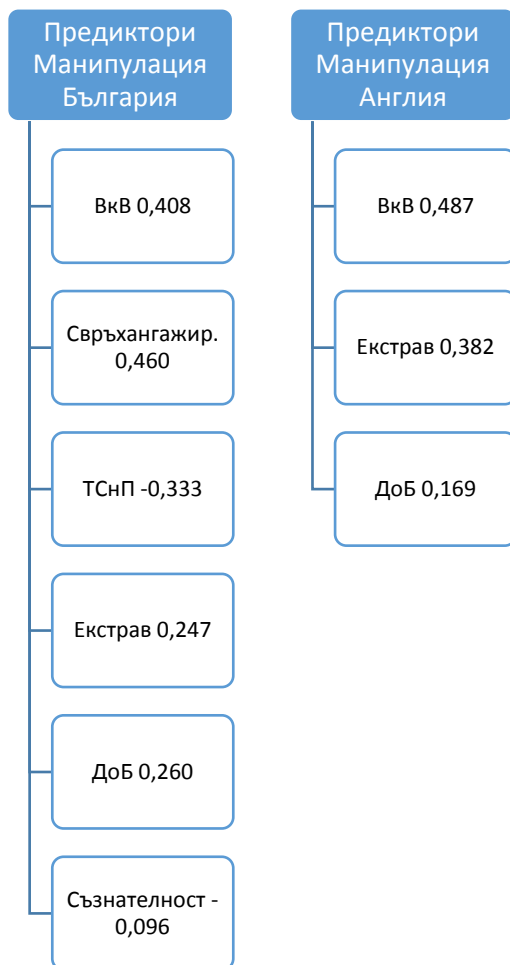 Предиктори
Манипулация
България
ВкВ 0,408
Свръхангажир.
0,460
ТСнП -0,333
Екстрав 0,247
ДоБ 0,260
Съзнателност -
0,096
Предиктори
Манипулация
Англия
ВкВ 0,487
Екстрав 0,382
ДоБ 0,169